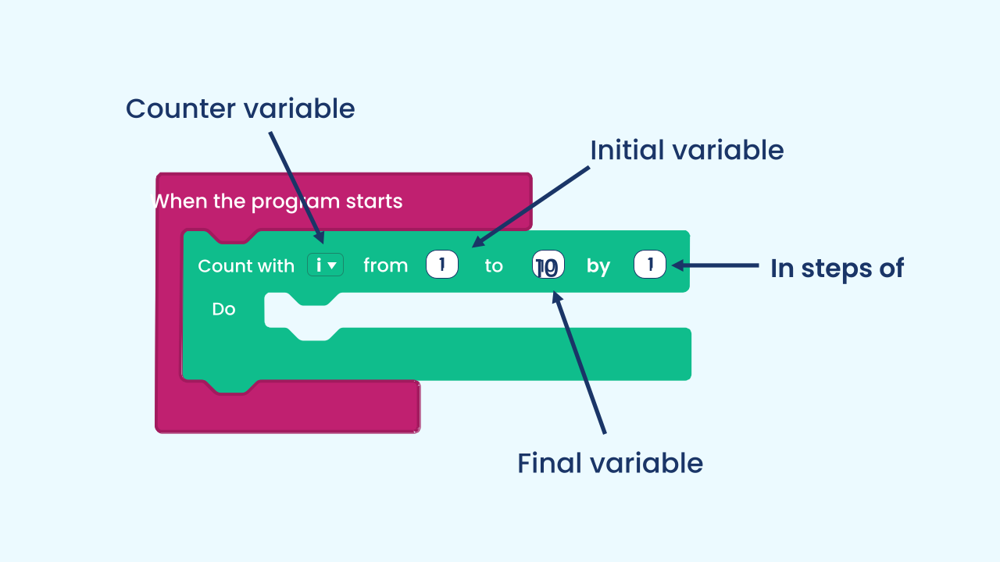 Counter variable
Initial variable
When the program starts
Count with i from 1 to 10 by 1
In steps of
Do
Final variable